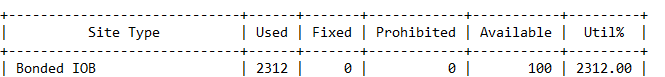 +-----------------------------+------+-------+------------+-----------+---------+
|          Site Type          | Used | Fixed | Prohibited | Available |  Util%  |
+-----------------------------+------+-------+------------+-----------+---------+
| Bonded IOB                  | 2312 |     0 |          0 |       100 | 2312.00 |